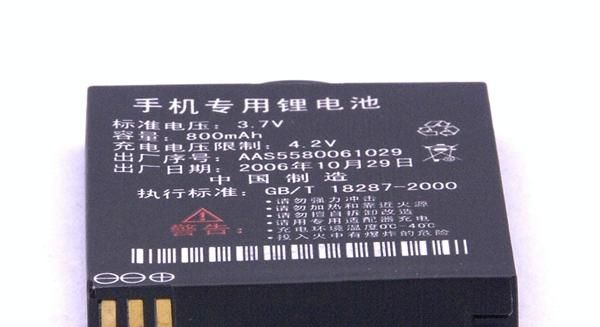 手机专用锂电池
标准电压: 3.7V
容量: 800mAh
充电电压限制: 4.2V
出厂编号: AAS5580061029
出厂日期: 2006年10月29日
中国制造
执行标准: GB/T 18287-2000
警告:
·请勿强力冲击
·请勿加热和靠近火源
·请勿擅自拆卸改造
·请用专用适配器充电
·充电环境温度0℃-40℃
·投入火中有爆炸的危险